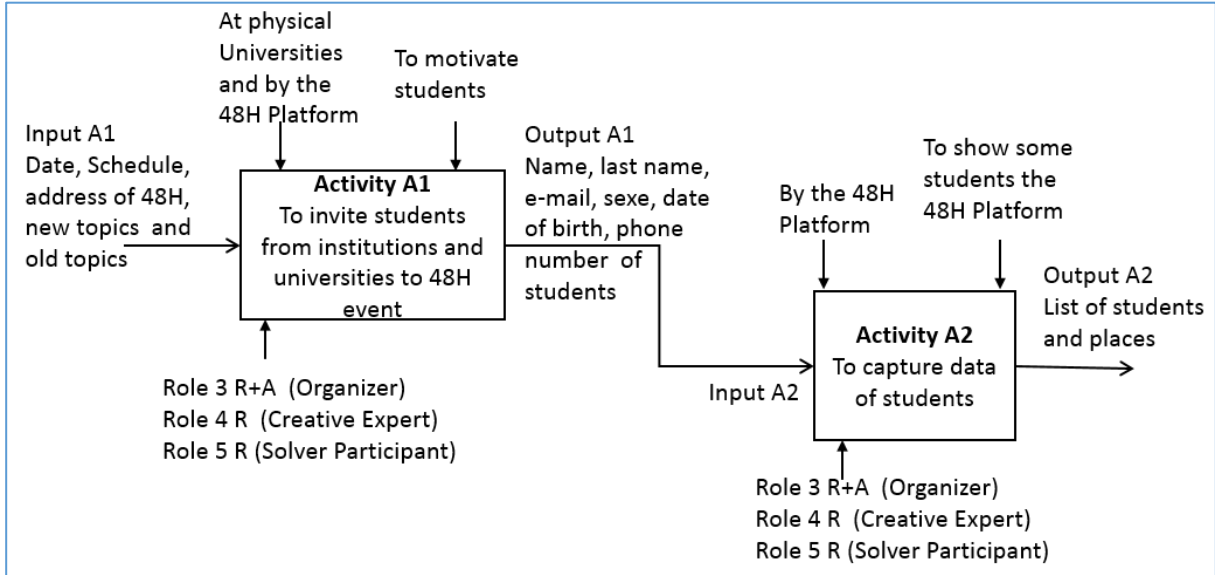 At physical
Universities
and by the
48H Platform
To motivate
students
Input A1
Date, Schedule,
address of 48H,
new topics and
old topics
Activity A1
To invite students
from institutions and
universities to 48H
event
Output A1
Name, last name,
e-mail, sexe, date
of birth, phone
number of
students
Role 3 R+A (Organizer)
Role 4 R (Creative Expert)
Role 5 R (Solver Participant)
Input A2
By the 48H
Platform
To show some
students the
48H Platform
Activity A2
To capture data
of students
Output A2
List of students
and places
Role 3 R+A (Organizer)
Role 4 R (Creative Expert)
Role 5 R (Solver Participant)